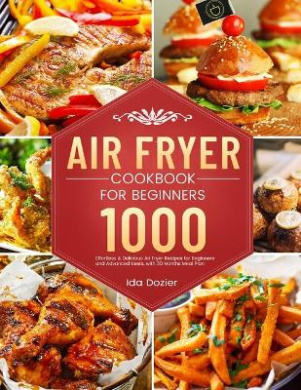 AIR FRYER
COOKBOOK
FOR BEGINNERS
1000
Effortless & Delicious Air Fryer Recipes for Beginners
and Advanced Users, with 30 Months Meal Plan
Ida Dozier